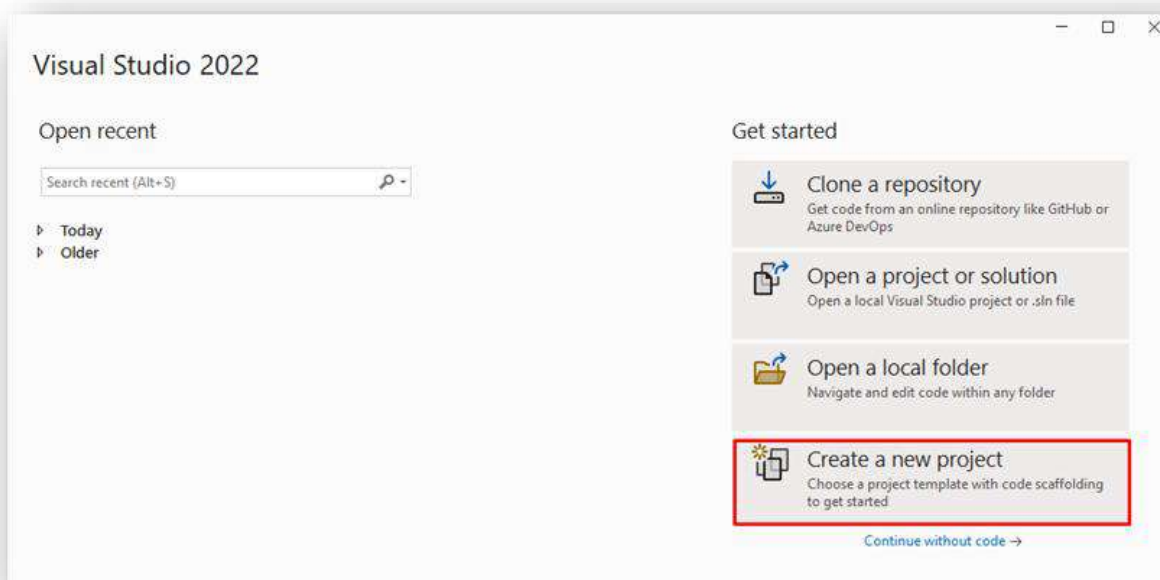 Visual Studio 2022
Open recent
Search recent (Alt+S)
Today
Older
Get started
Clone a repository
Get code from an online repository like GitHub or
Azure DevOps
Open a project or solution
Open a local Visual Studio project or .sln file
Open a local folder
Navigate and edit code within any folder
Create a new project
Choose a project template with code scaffolding
to get started
Continue without code →